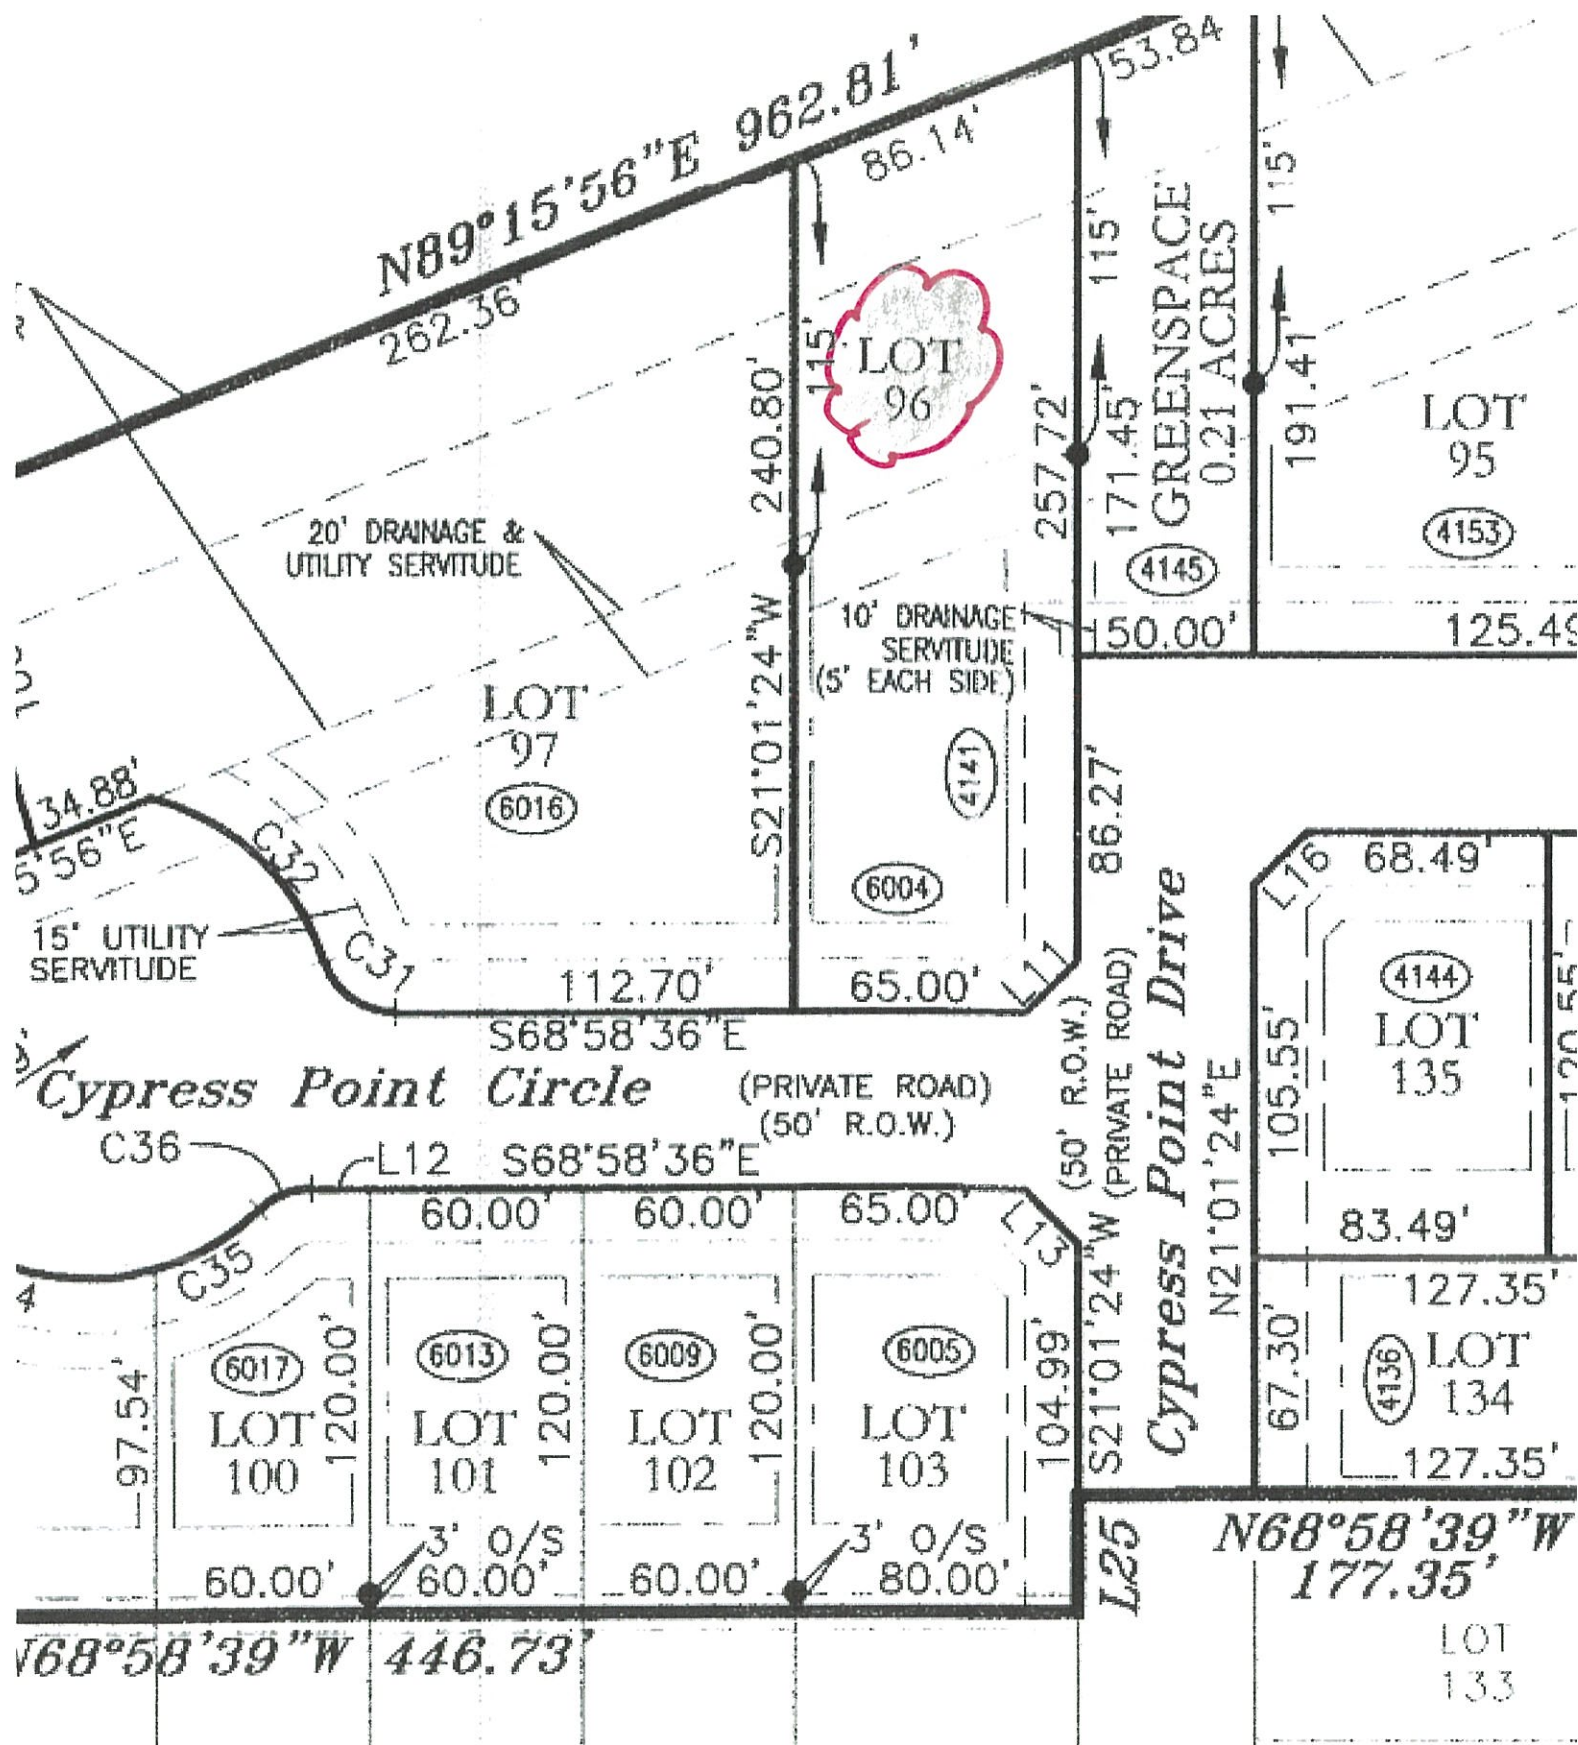 N89°15'56"E 962.81'
53.84
86.14'
262.36'
115'
115'
115'
LOT
96
240.80'
S21°01'24"W
257.72'
171.45'
GREENSPACE
0.21 ACRES
4145
50.00'
191.41'
LOT
95
4153
125.49
20' DRAINAGE &
UTILITY SERVITUDE
10' DRAINAGE
SERVITUDE
(5' EACH SIDE)
LOT
97
6016
4141
6004
86.27'
34.88'
5'56"E
C32
C31
15' UTILITY
SERVITUDE
112.70'
65.00'
L11
S68°58'36"E
Cypress Point Circle
(PRIVATE ROAD)
(50' R.O.W.)
C36
L12
S68°58'36"E
60.00'
60.00'
65.00'
L13
C35
4
(50' R.O.W.)
(PRIVATE ROAD)
S21°01'24"W
Cypress Point Drive
N21°01'24"E
L16
68.49'
4144
LOT
135
105.55'
120.55'
83.49'
127.35'
LOT
134
4136
67.30'
127.35'
97.54'
6017
LOT
100
120.00'
6013
LOT
101
120.00'
6009
LOT
102
120.00'
6005
LOT
103
104.99'
3' O/S
3' O/S
60.00'
60.00'
60.00'
80.00'
L25
N68°58'39"W
177.35'
N68°58'39"W 446.73'
LOT
133